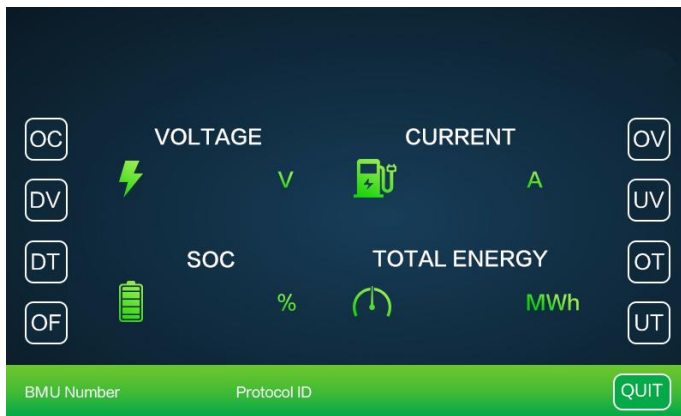 OC VOLTAGE CURRENT OV
V A
DV UV
DT SOC TOTAL ENERGY OT
% MWh
OF UT
BMU Number Protocol ID QUIT